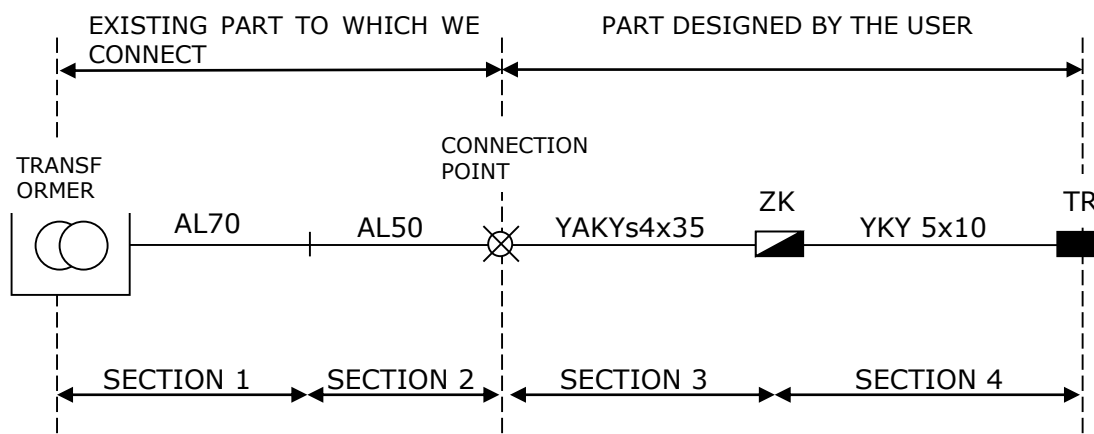 EXISTING PART TO WHICH WE
CONNECT
PART DESIGNED BY THE USER
CONNECTION
POINT
TRANSF
ORMER
AL70
AL50
YAKYs4x35
ZK
YKY 5x10
TR
SECTION 1
SECTION 2
SECTION 3
SECTION 4